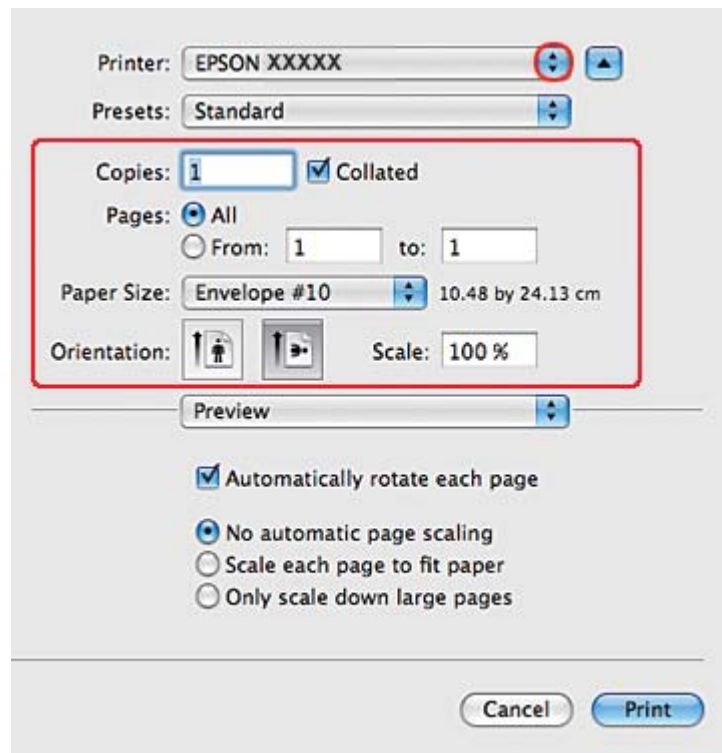 Printer: EPSON XXXXX
Presets: Standard
Copies: 1 Collated
Pages: All
From: 1 to: 1
Paper Size: Envelope #10 10.48 by 24.13 cm
Orientation: Scale: 100 %
Preview
Automatically rotate each page
No automatic page scaling
Scale each page to fit paper
Only scale down large pages
Cancel Print